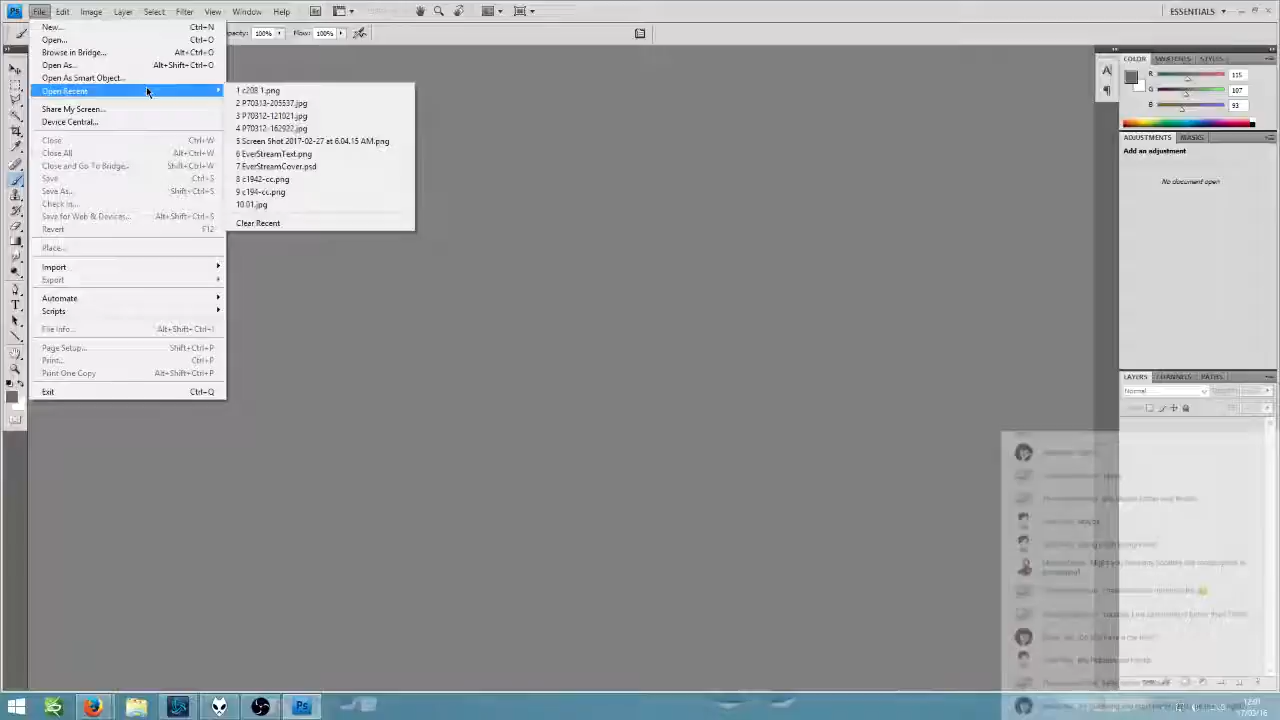 Ps File Edit Image Layer Select Filter View Window Help ESSENTIALS
Opacity: 100% Flow: 100%
New... Ctrl+N
Open... Ctrl+O
Browse in Bridge... Alt+Ctrl+O
Open As... Alt+Shift+Ctrl+O
Open As Smart Object...
Open Recent
Share My Screen...
Device Central...
Close Ctrl+W
Close All Alt+Ctrl+W
Close and Go To Bridge... Shift+Ctrl+W
Save Ctrl+S
Save As... Shift+Ctrl+S
Check In...
Save for Web & Devices... Alt+Shift+Ctrl+S
Revert F12
Place...
Import
Export
Automate
Scripts
File Info... Alt+Shift+Ctrl+I
Page Setup... Shift+Ctrl+P
Print... Ctrl+P
Print One Copy Alt+Shift+Ctrl+P
Exit Ctrl+Q
1 c208 1.png
2 P70313-205537.jpg
3 P70312-121021.jpg
4 P70312-162922.jpg
5 Screen Shot 2017-02-27 at 6.04.15 AM.png
6 EverStreamText.png
7 EverStreamCover.psd
8 c1942-cc.png
9 c194-cc.png
10 01.jpg
Clear Recent
COLOR SWATCHES STYLES
R 115
G 107
B 93
ADJUSTMENTS MASKS
Add an adjustment
No document open
LAYERS CHANNELS PATHS
Normal
Ps
12:01